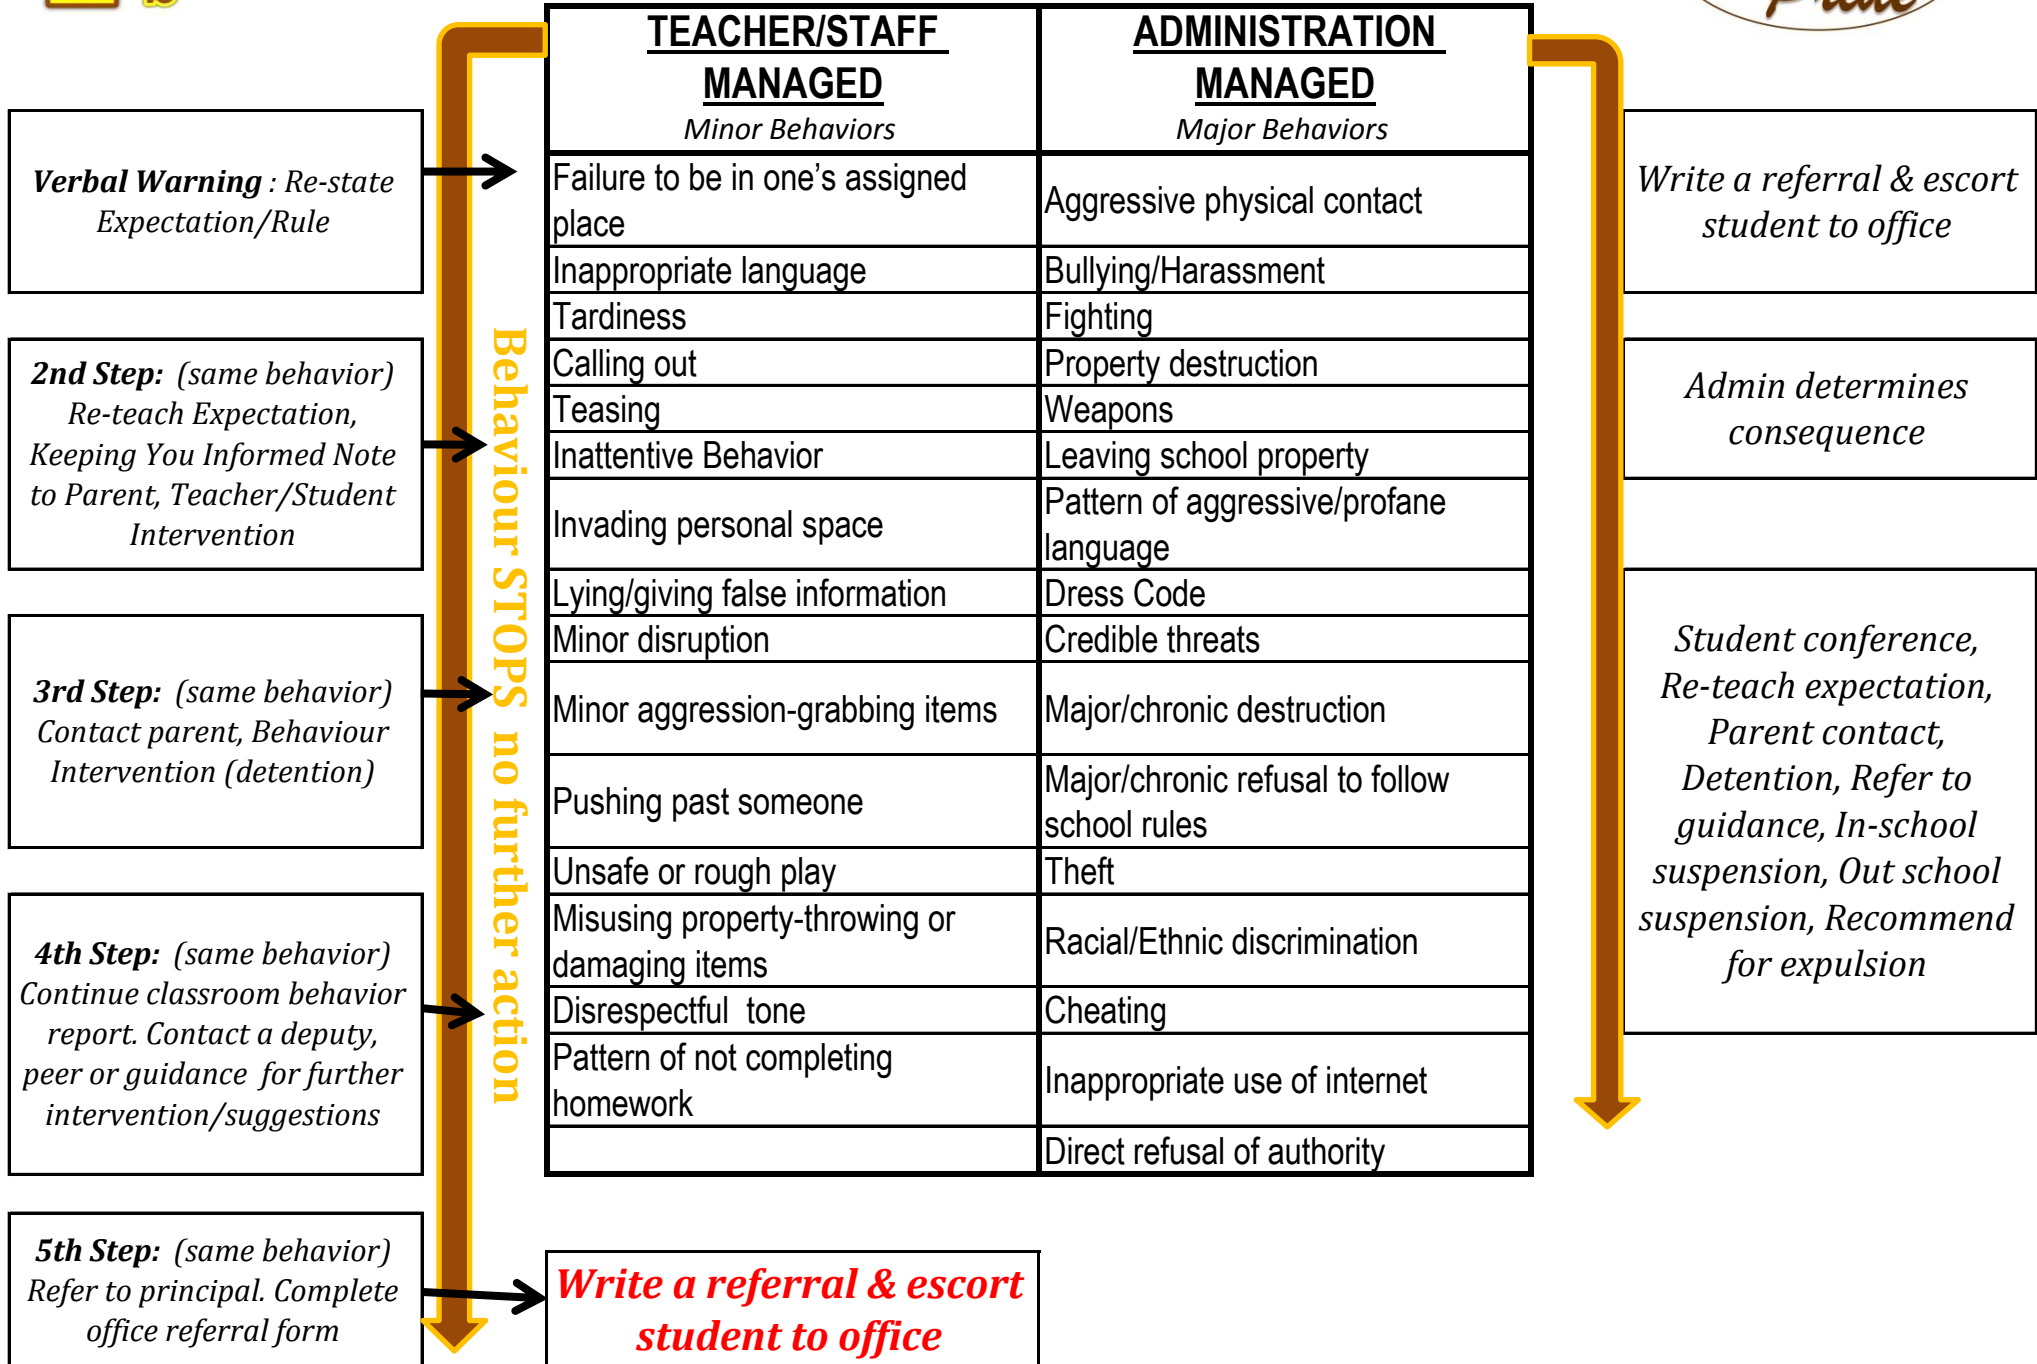 is
Pride
TEACHER/STAFF
MANAGED
Minor Behaviors
ADMINISTRATION
MANAGED
Major Behaviors
Verbal Warning : Re-state
Expectation/Rule
2nd Step: (same behavior)
Re-teach Expectation,
Keeping You Informed Note
to Parent, Teacher/Student
Intervention
3rd Step: (same behavior)
Contact parent, Behaviour
Intervention (detention)
4th Step: (same behavior)
Continue classroom behavior
report. Contact a deputy,
peer or guidance for further
intervention/suggestions
5th Step: (same behavior)
Refer to principal. Complete
office referral form
Behaviour STOPS no further action
Failure to be in one's assigned
place
Aggressive physical contact
Inappropriate language
Bullying/Harassment
Tardiness
Fighting
Calling out
Property destruction
Teasing
Weapons
Inattentive Behavior
Leaving school property
Invading personal space
Pattern of aggressive/profane
language
Lying/giving false information
Dress Code
Minor disruption
Credible threats
Minor aggression-grabbing items
Major/chronic destruction
Pushing past someone
Major/chronic refusal to follow
school rules
Unsafe or rough play
Theft
Misusing property-throwing or
damaging items
Racial/Ethnic discrimination
Disrespectful tone
Cheating
Pattern of not completing
homework
Inappropriate use of internet
Direct refusal of authority
Write a referral & escort
student to office
Write a referral & escort
student to office
Admin determines
consequence
Student conference,
Re-teach expectation,
Parent contact,
Detention, Refer to
guidance, In-school
suspension, Out school
suspension, Recommend
for expulsion